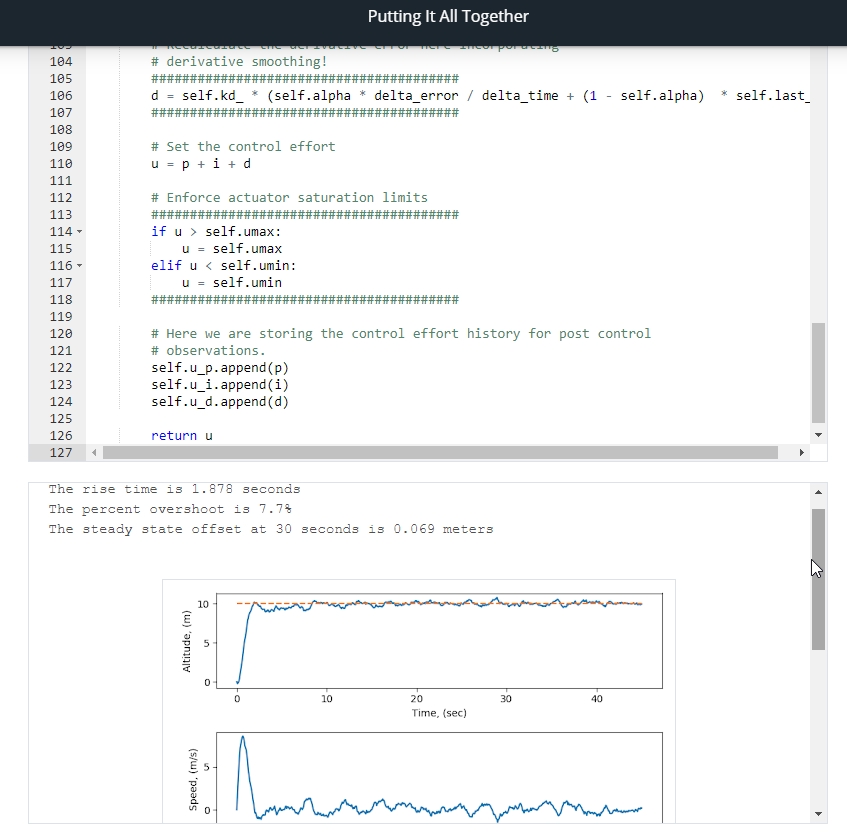 Putting It All Together
103 # Recalculate the derivative error here incorporating
104 # derivative smoothing!
105 ########################################
106 d = self.kd_ * (self.alpha * delta_error / delta_time + (1 - self.alpha)  * self.last_
107 ########################################
108
109 # Set the control effort
110 u = p + i + d
111
112 # Enforce actuator saturation limits
113 ########################################
114 if u > self.umax:
115 u = self.umax
116 elif u < self.umin:
117 u = self.umin
118 ########################################
119
120 # Here we are storing the control effort history for post control
121 # observations.
122 self.u_p.append(p)
123 self.u_i.append(i)
124 self.u_d.append(d)
125
126 return u
127
The rise time is 1.878 seconds
The percent overshoot is 7.7%
The steady state offset at 30 seconds is 0.069 meters
Altitude, (m)
10
5
0
0 10 20 30 40
Time, (sec)
Speed, (m/s)
5
0